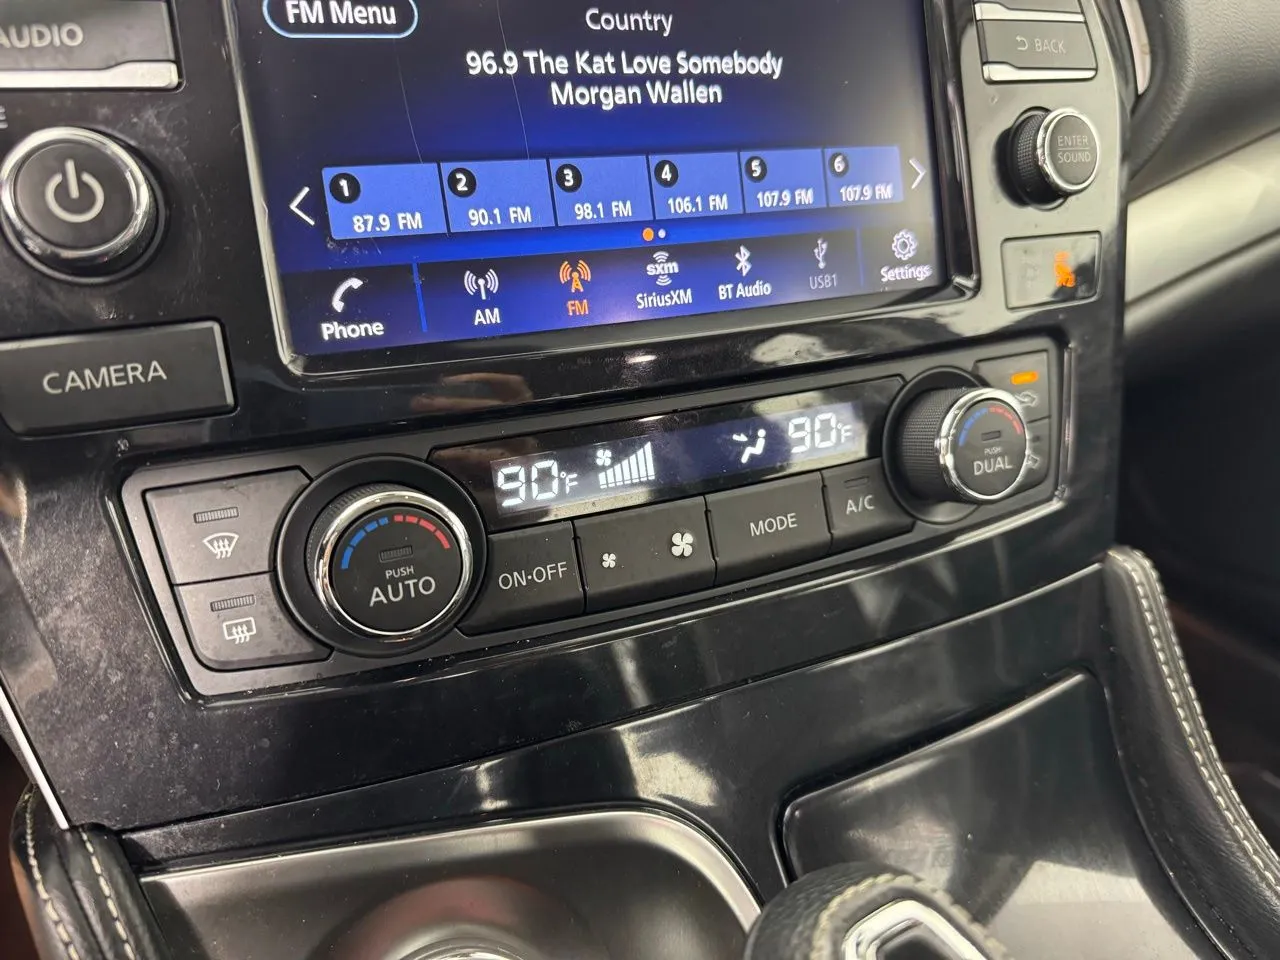 FM Menu
Country
96.9 The Kat Love Somebody
Morgan Wallen
AUDIO
BACK
ENTER
SOUND
1
2
3
4
5
6
87.9 FM
90.1 FM
98.1 FM
106.1 FM
107.9 FM
107.9 FM
Phone
AM
FM
sxm
SiriusXM
BT Audio
USB1
Settings
CAMERA
90°F
90°F
PUSH
AUTO
ON·OFF
MODE
A/C
PUSH
DUAL